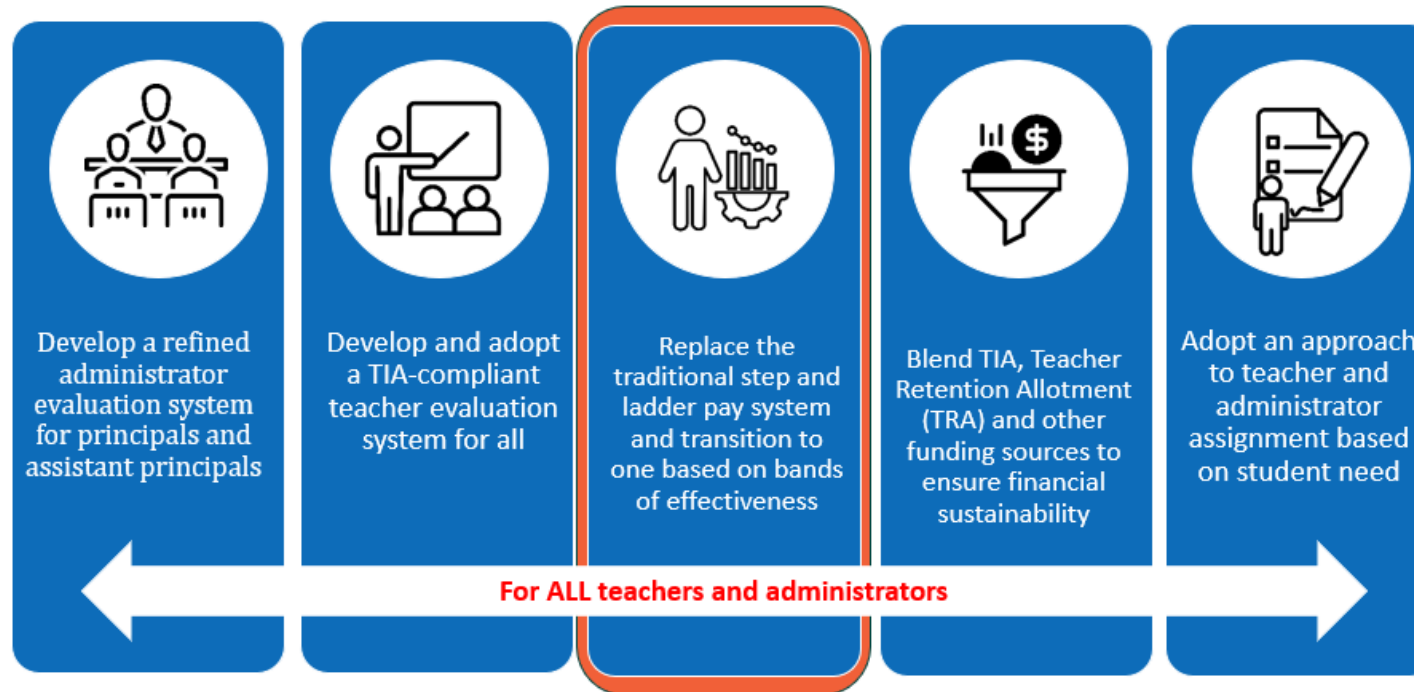 Develop a refined
administrator
evaluation system
for principals and
assistant principals
Develop and adopt
a TIA-compliant
teacher evaluation
system for all
Replace the
traditional step and
ladder pay system
and transition to
one based on bands
of effectiveness
Blend TIA, Teacher
Retention Allotment
(TRA) and other
funding sources to
ensure financial
sustainability
Adopt an approach
to teacher and
administrator
assignment based
on student need
For ALL teachers and administrators